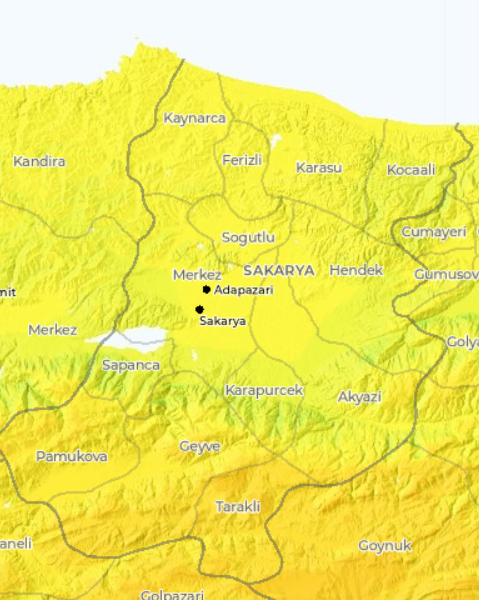 Kaynarca
Kandira
Ferizli
Karasu
Kocaali
Cumayeri
Sogutlu
Merkez
SAKARYA
Hendek
Gumusov
mit
Adapazari
Sakarya
Merkez
Golya
Sapanca
Karapurcek
Akyazi
Pamukova
Geyve
Tarakli
aneli
Goynuk
Golpazari